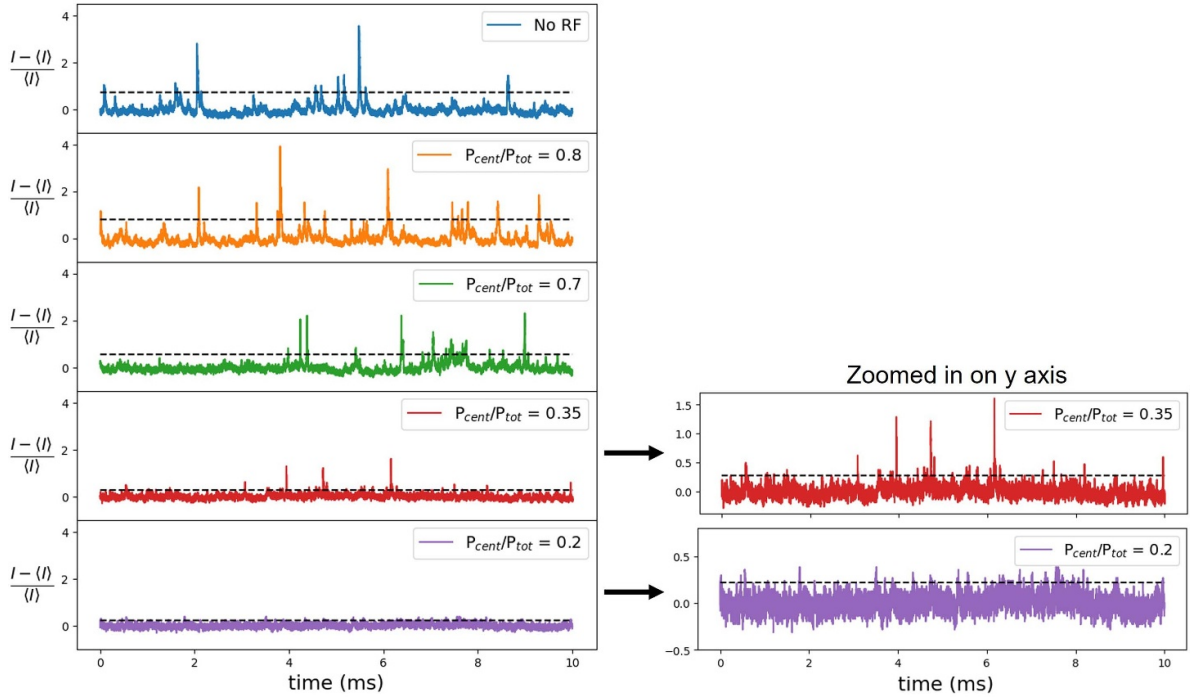 4
2
0
I − ⟨I⟩
⟨I⟩
No RF
4
2
0
I − ⟨I⟩
⟨I⟩
P_cent/P_tot = 0.8
4
2
0
I − ⟨I⟩
⟨I⟩
P_cent/P_tot = 0.7
4
2
0
I − ⟨I⟩
⟨I⟩
P_cent/P_tot = 0.35
4
2
0
I − ⟨I⟩
⟨I⟩
P_cent/P_tot = 0.2
0 2 4 6 8 10
time (ms)
Zoomed in on y axis
1.5
1.0
0.5
0.0
P_cent/P_tot = 0.35
0.5
0.0
−0.5
P_cent/P_tot = 0.2
0 2 4 6 8 10
time (ms)